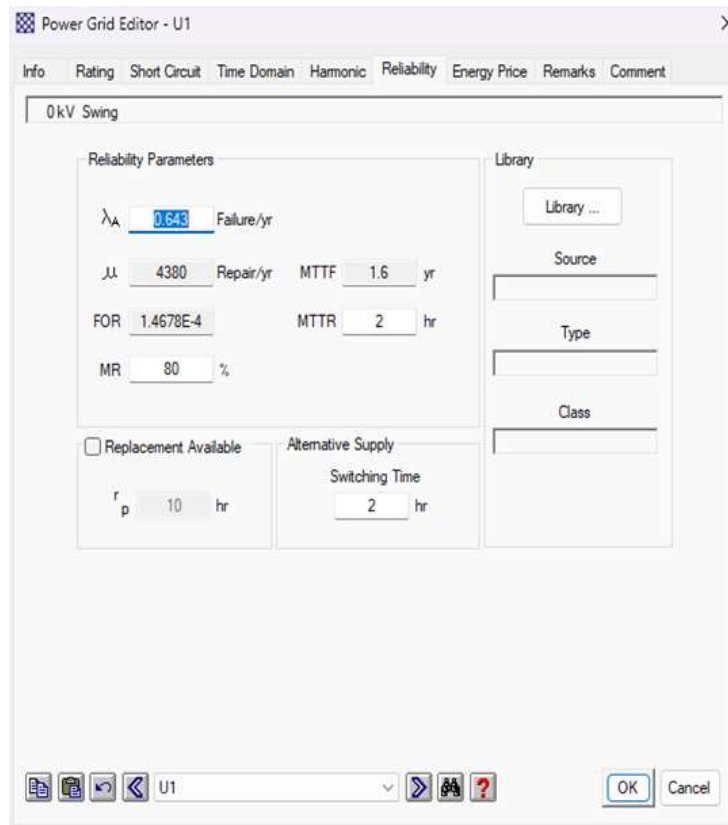 Power Grid Editor - U1
Info Rating Short Circuit Time Domain Harmonic Reliability Energy Price Remarks Comment
0 kV Swing
Reliability Parameters
λA 0.643 Failure/yr
μ 4380 Repair/yr MTTF 1.6 yr
FOR 1.4678E-4 MTTR 2 hr
MR 80 %
Library
Library ...
Source
Type
Class
Replacement Available
rp 10 hr
Alternative Supply
Switching Time
2 hr
U1
?
OK Cancel